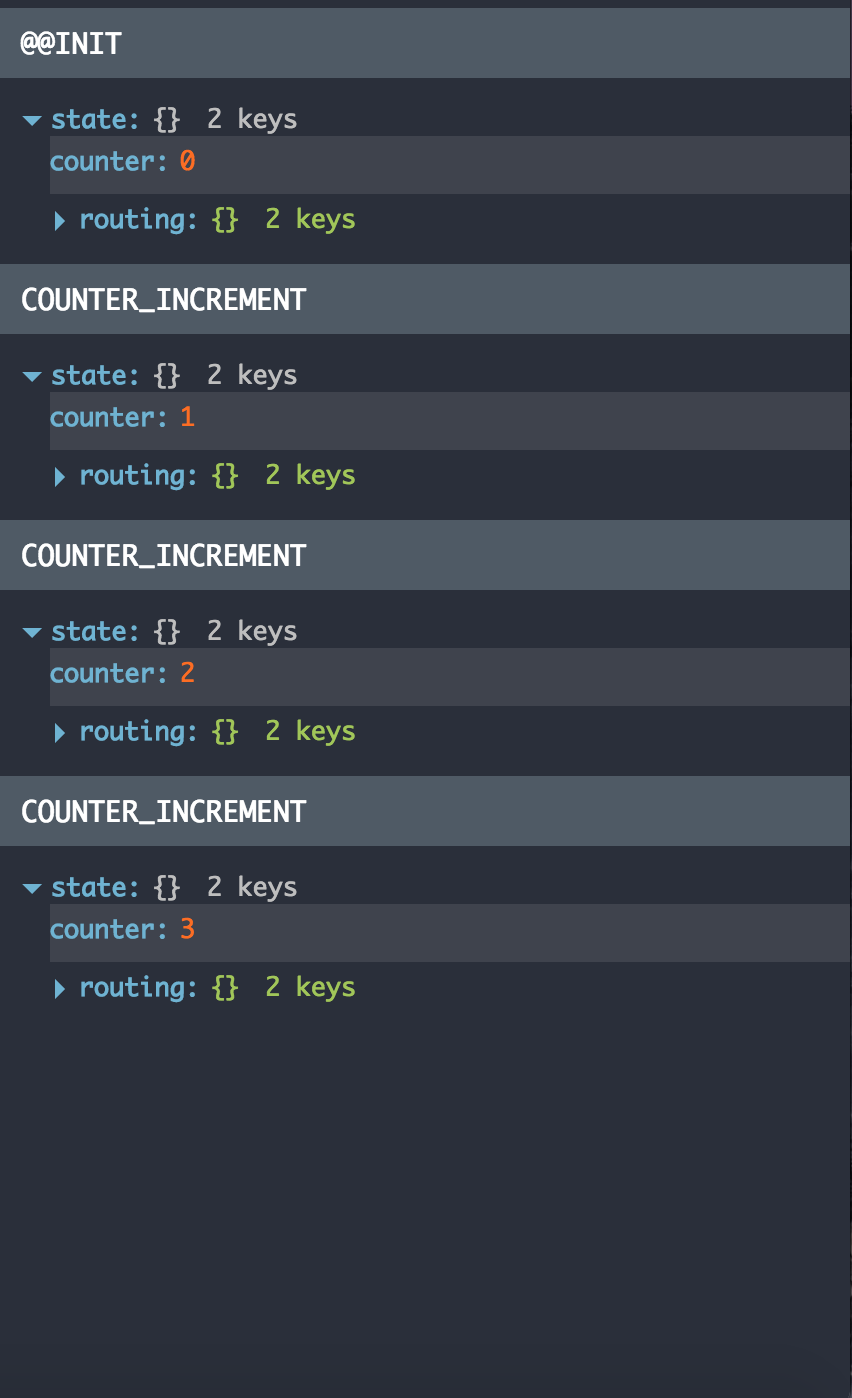 @@INIT
state: {} 2 keys
counter: 0
routing: {} 2 keys
COUNTER_INCREMENT
state: {} 2 keys
counter: 1
routing: {} 2 keys
COUNTER_INCREMENT
state: {} 2 keys
counter: 2
routing: {} 2 keys
COUNTER_INCREMENT
state: {} 2 keys
counter: 3
routing: {} 2 keys